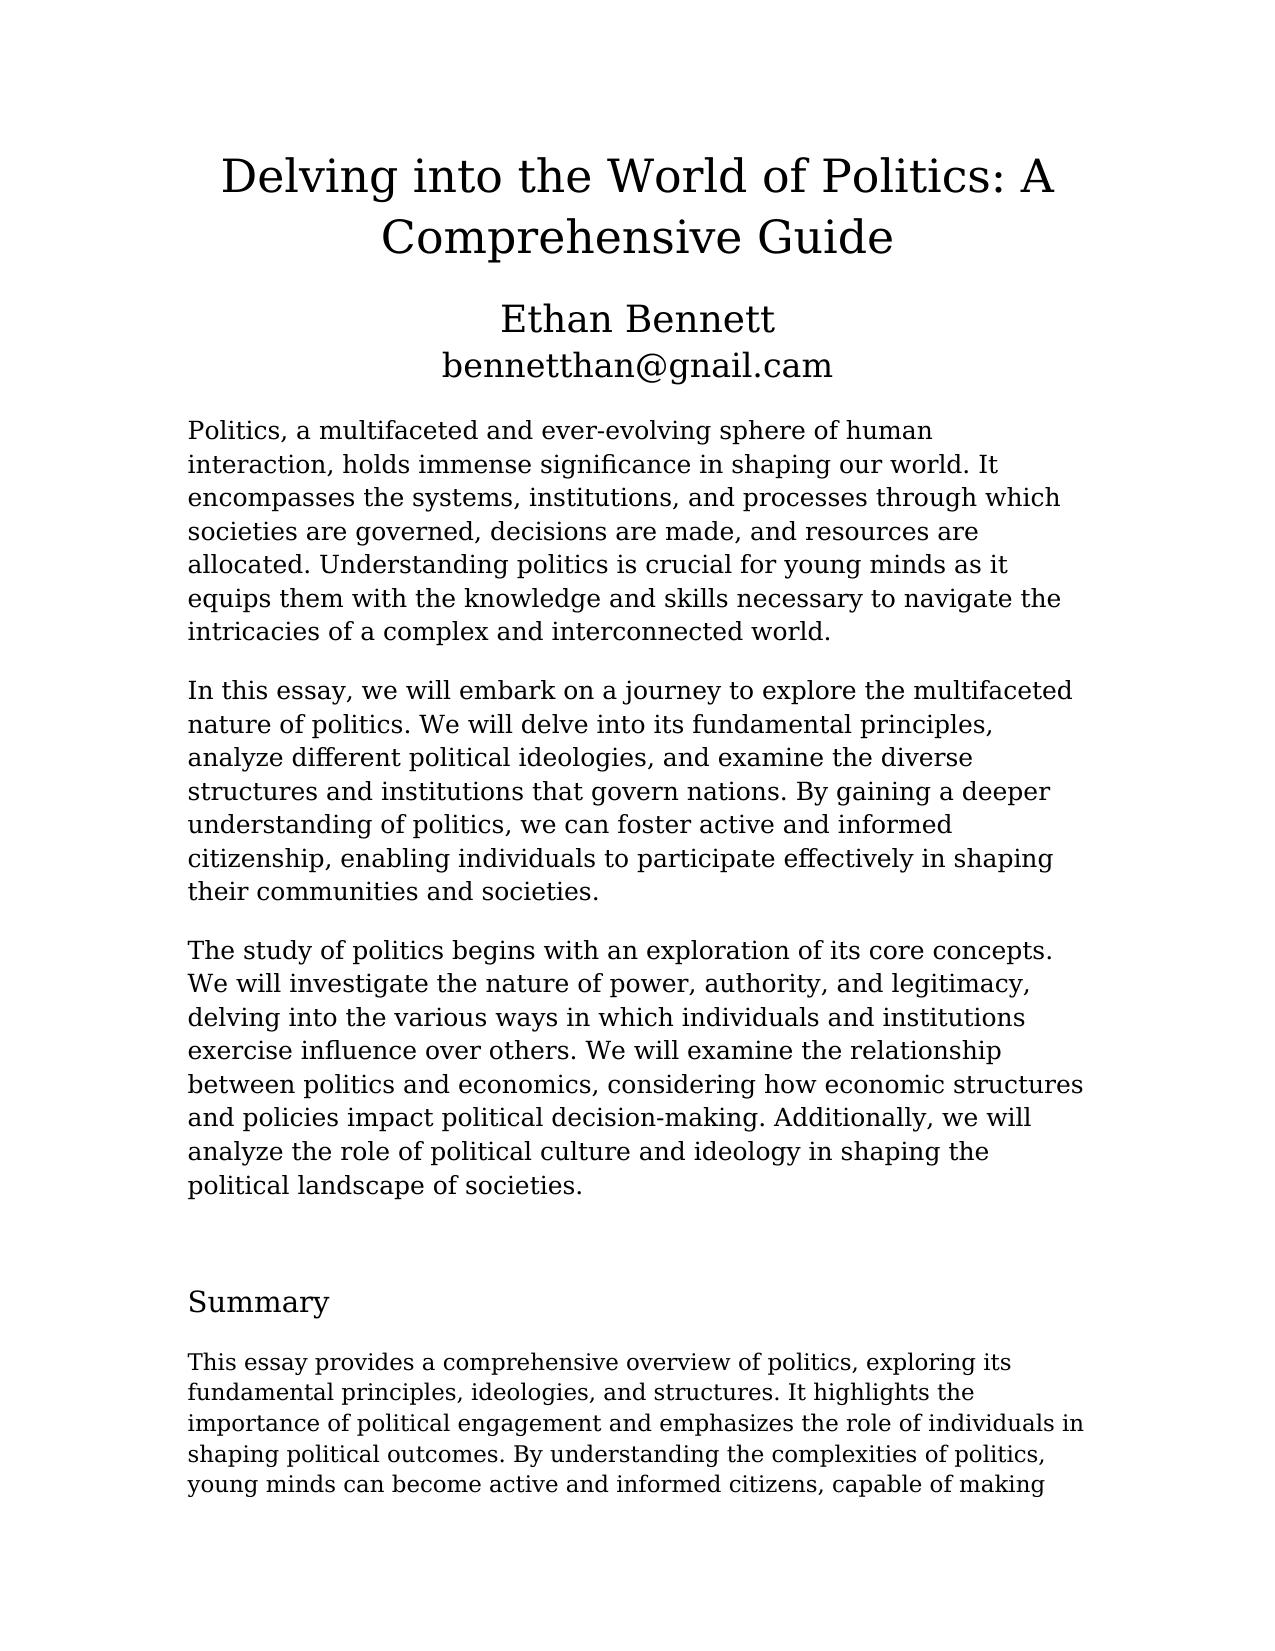 Delving into the World of Politics: A
Comprehensive Guide
Ethan Bennett
bennetthan@gnail.cam
Politics, a multifaceted and ever-evolving sphere of human
interaction, holds immense significance in shaping our world. It
encompasses the systems, institutions, and processes through which
societies are governed, decisions are made, and resources are
allocated. Understanding politics is crucial for young minds as it
equips them with the knowledge and skills necessary to navigate the
intricacies of a complex and interconnected world.
In this essay, we will embark on a journey to explore the multifaceted
nature of politics. We will delve into its fundamental principles,
analyze different political ideologies, and examine the diverse
structures and institutions that govern nations. By gaining a deeper
understanding of politics, we can foster active and informed
citizenship, enabling individuals to participate effectively in shaping
their communities and societies.
The study of politics begins with an exploration of its core concepts.
We will investigate the nature of power, authority, and legitimacy,
delving into the various ways in which individuals and institutions
exercise influence over others. We will examine the relationship
between politics and economics, considering how economic structures
and policies impact political decision-making. Additionally, we will
analyze the role of political culture and ideology in shaping the
political landscape of societies.
Summary
This essay provides a comprehensive overview of politics, exploring its
fundamental principles, ideologies, and structures. It highlights the
importance of political engagement and emphasizes the role of individuals in
shaping political outcomes. By understanding the complexities of politics,
young minds can become active and informed citizens, capable of making